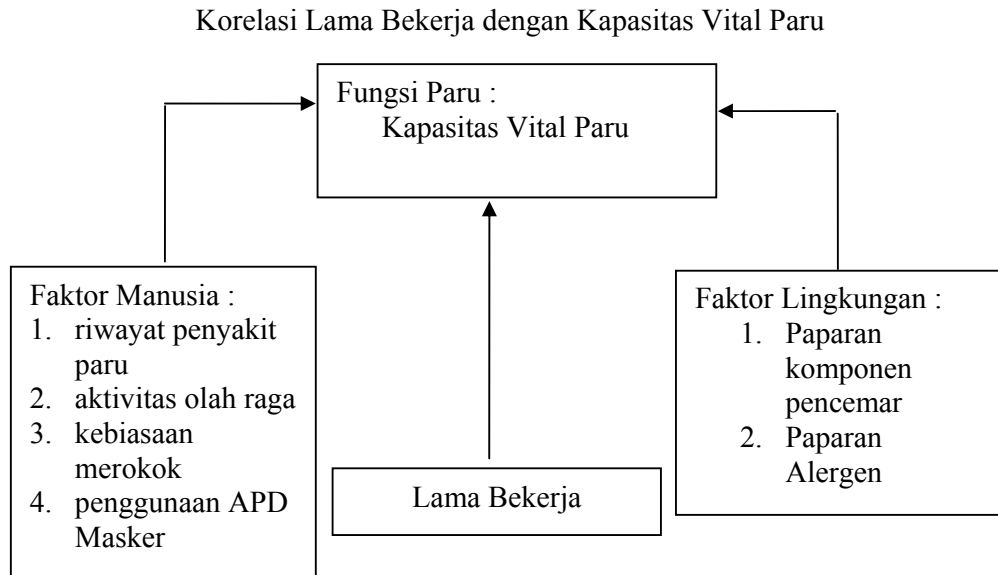 Korelasi Lama Bekerja dengan Kapasitas Vital Paru
Fungsi Paru :
Kapasitas Vital Paru
Faktor Manusia :
1. riwayat penyakit
paru
2. aktivitas olah raga
3. kebiasaan
merokok
4. penggunaan APD
Masker
Lama Bekerja
Faktor Lingkungan :
1. Paparan
komponen
pencemar
2. Paparan
Alergen